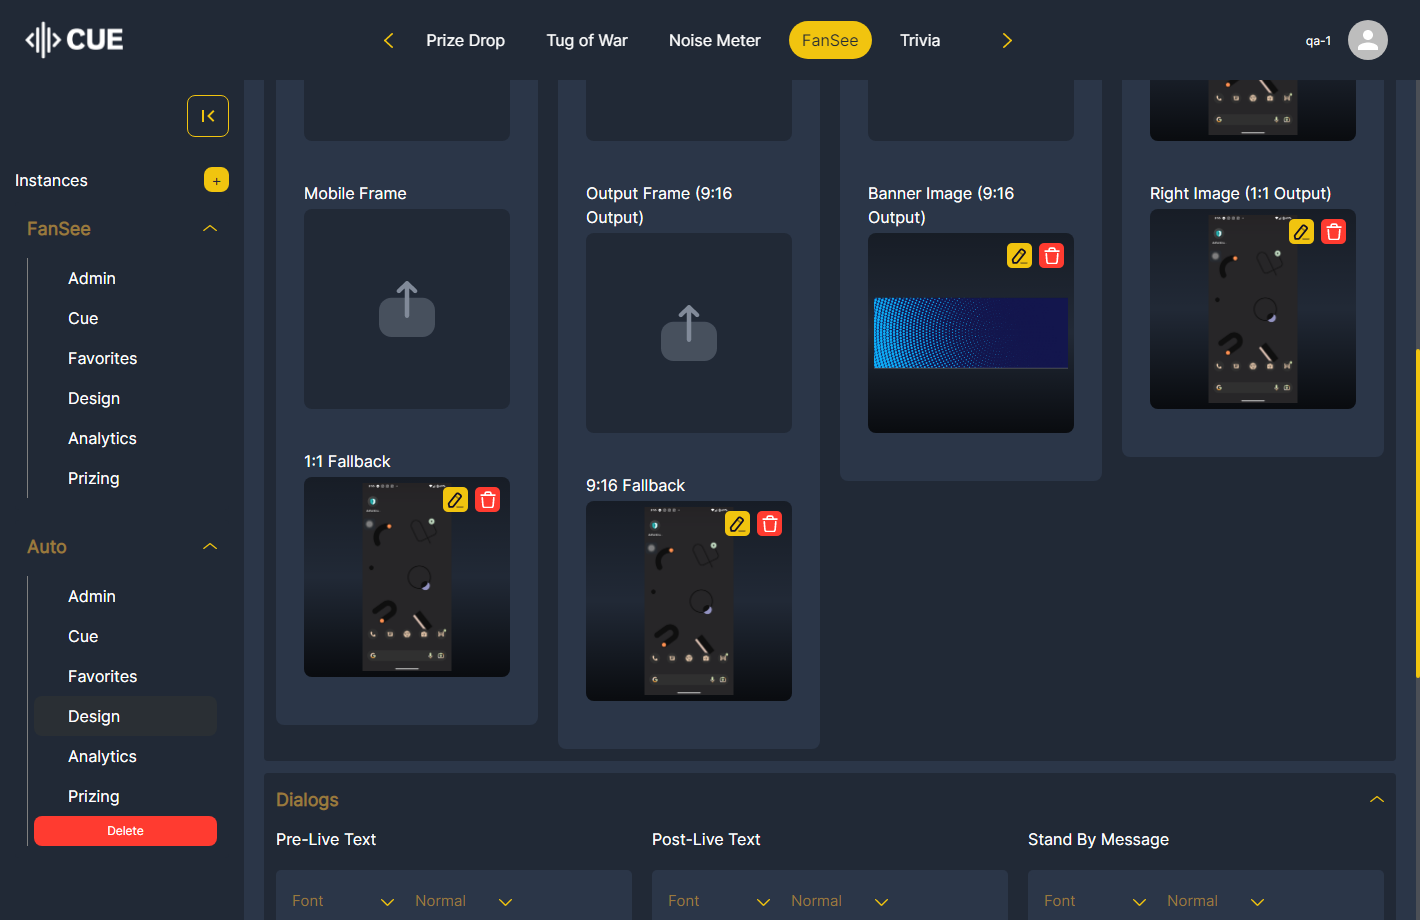 CUE
Prize Drop
Tug of War
Noise Meter
FanSee
Trivia
qa-1
Instances
+
FanSee
Admin
Cue
Favorites
Design
Analytics
Prizing
Auto
Admin
Cue
Favorites
Design
Analytics
Prizing
Delete
Mobile Frame
Output Frame (9:16
Output)
Banner Image (9:16
Output)
Right Image (1:1 Output)
1:1 Fallback
9:16 Fallback
Dialogs
Pre-Live Text
Post-Live Text
Stand By Message
Font
Normal
Font
Normal
Font
Normal